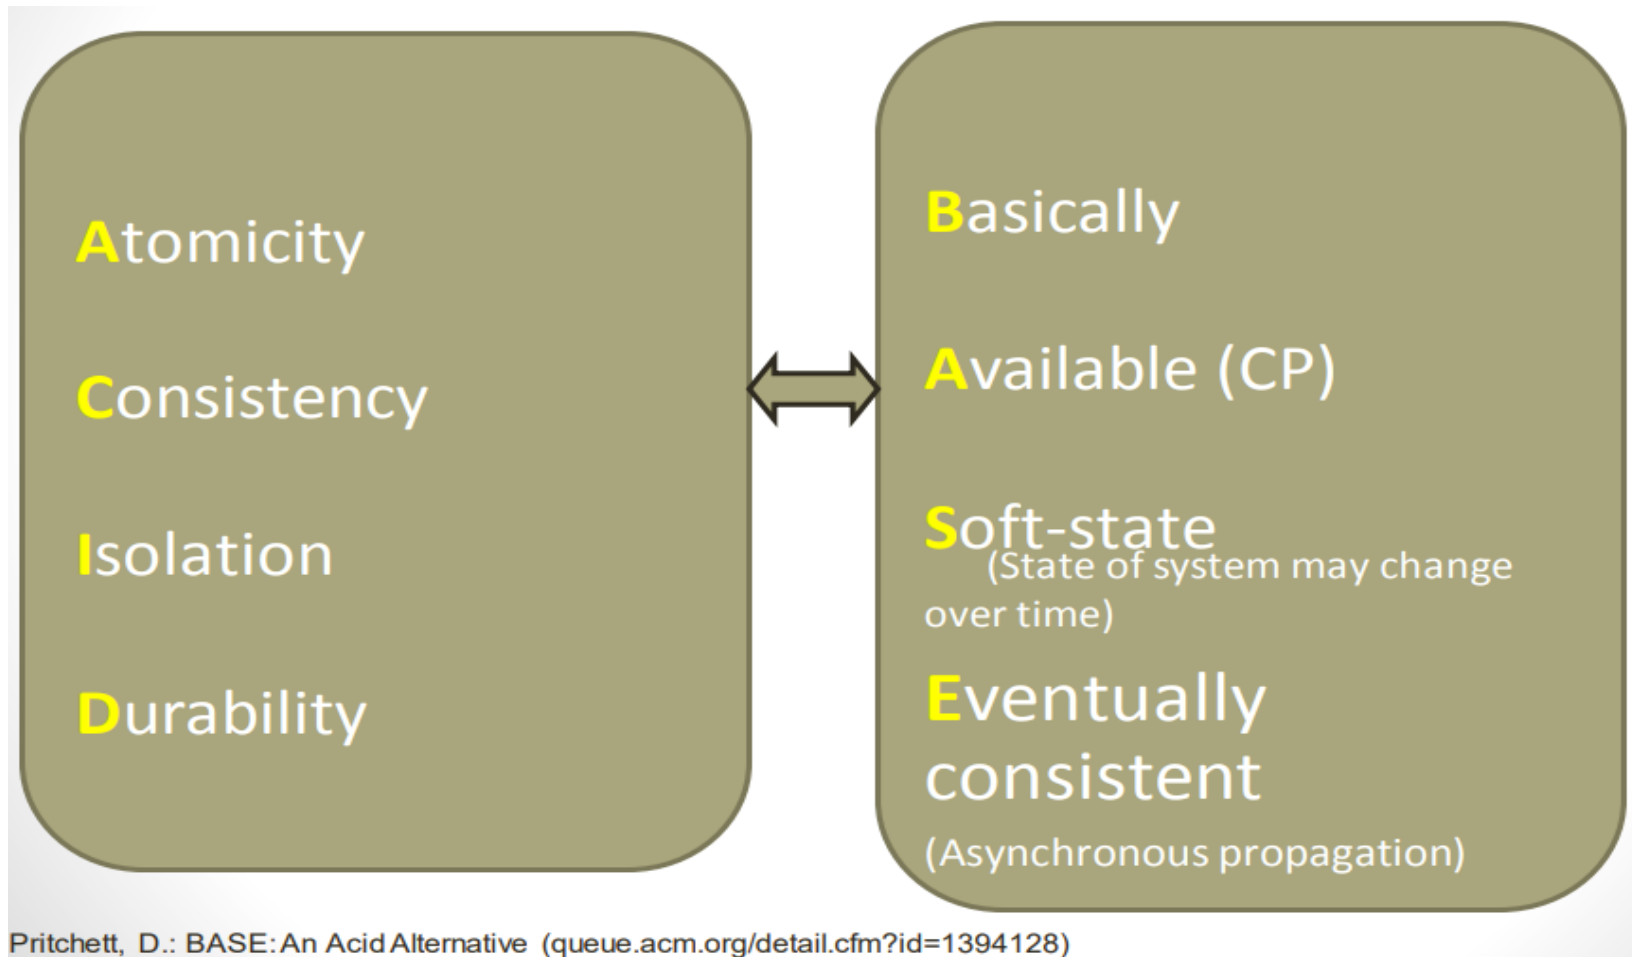 Atomicity
Consistency
Isolation
Durability
Basically
Available (CP)
Soft-state
(State of system may change
over time)
Eventually
consistent
(Asynchronous propagation)
Pritchett, D.: BASE: An Acid Alternative (queue.acm.org/detail.cfm?id=1394128)